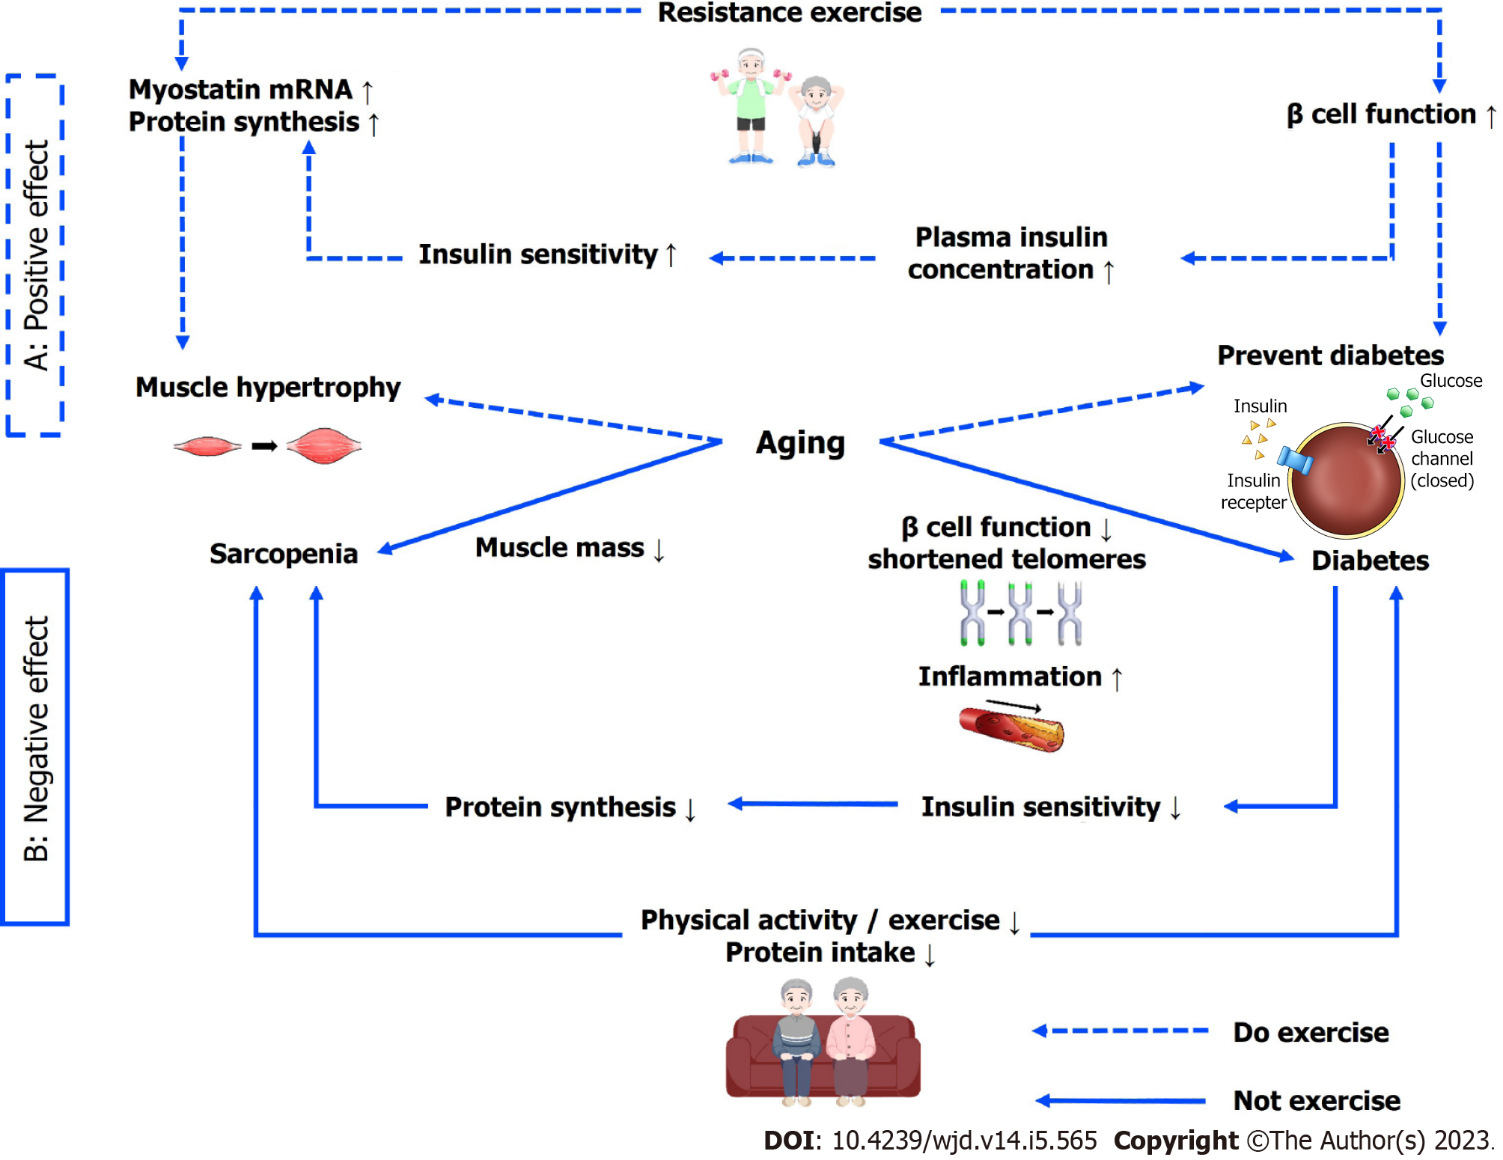 Resistance exercise
Myostatin mRNA ↑
Protein synthesis ↑
β cell function ↑
A: Positive effect
Insulin sensitivity ↑
Plasma insulin
concentration ↑
Muscle hypertrophy
Prevent diabetes
Glucose
Insulin
Glucose
channel
(closed)
Insulin
recepter
Aging
Sarcopenia
Muscle mass ↓
β cell function ↓
shortened telomeres
Diabetes
Inflammation ↑
B: Negative effect
Protein synthesis ↓
Insulin sensitivity ↓
Physical activity / exercise ↓
Protein intake ↓
Do exercise
Not exercise
DOI: 10.4239/wjd.v14.i5.565 Copyright ©The Author(s) 2023.